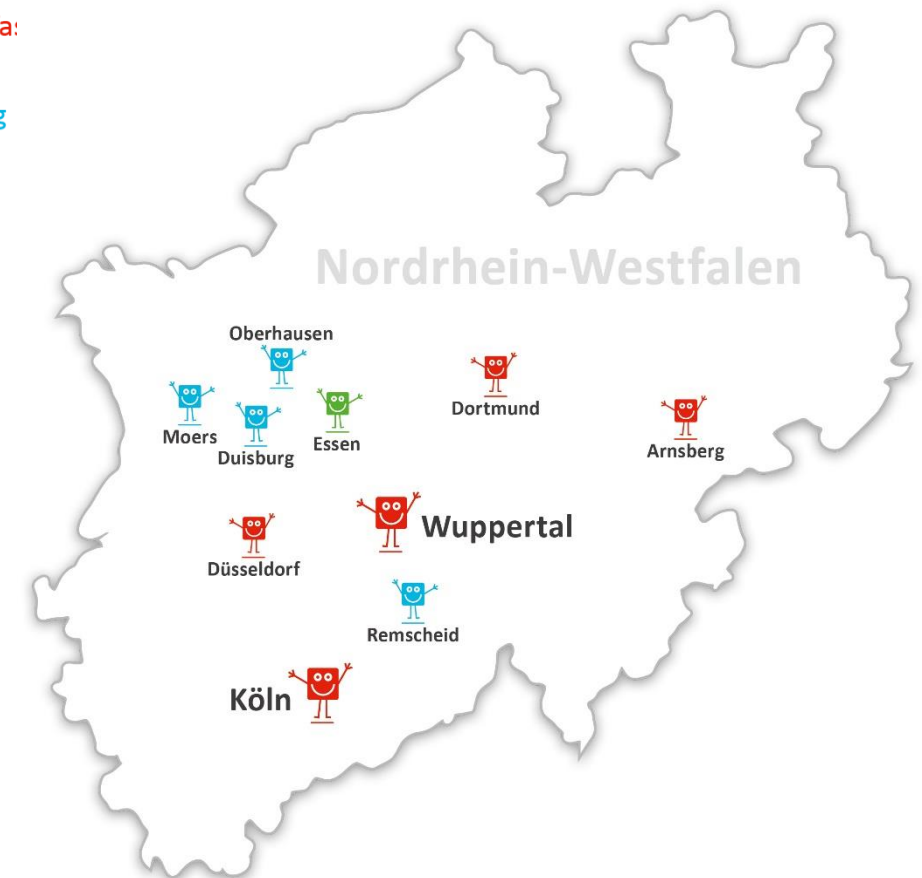 Nordrhein-Westfalen
Oberhausen
Moers
Duisburg
Essen
Dortmund
Arnsberg
Wuppertal
Düsseldorf
Remscheid
Köln